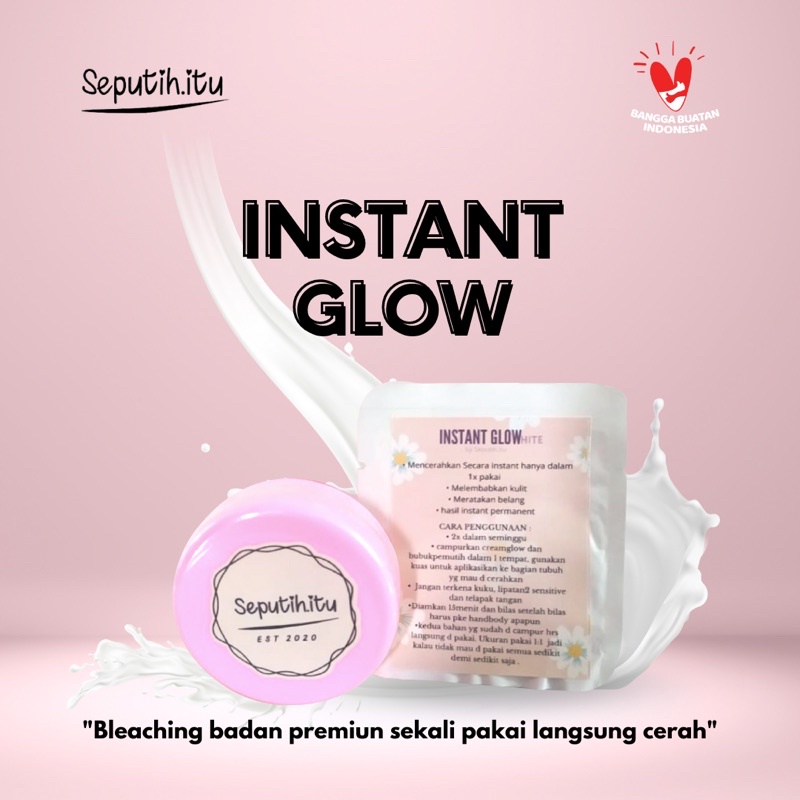 Seputih.itu
BANGGA BUATAN
INDONESIA
INSTANT
GLOW
INSTANT GLOWHITE
• Mencerahkan Secara instant hanya dalam
1x pakai
• Melembabkan kulit
• Meratakan belang
• hasil instant permanent
CARA PENGGUNAAN :
• 2x dalam seminggu
• campurkan creamglow dan
bubukpemutih dalam 1 tempat, gunakan
kuas untuk aplikasikan ke bagian tubuh
yg mau d cerahkan
• Jangan terkena kuku, lipatan2 sensitive
dan telapak tangan
•Diamkan 15menit dan bilas setelah bilas
harus pke handbody apapun
•kedua bahan yg sudah d campur hrs
langsung d pakai. Ukuran pakai 1:1 jadi
kalau tidak mau d pakai semua sedikit
demi sedikit saja .
Seputih.itu
EST 2020
"Bleaching badan premiun sekali pakai langsung cerah"